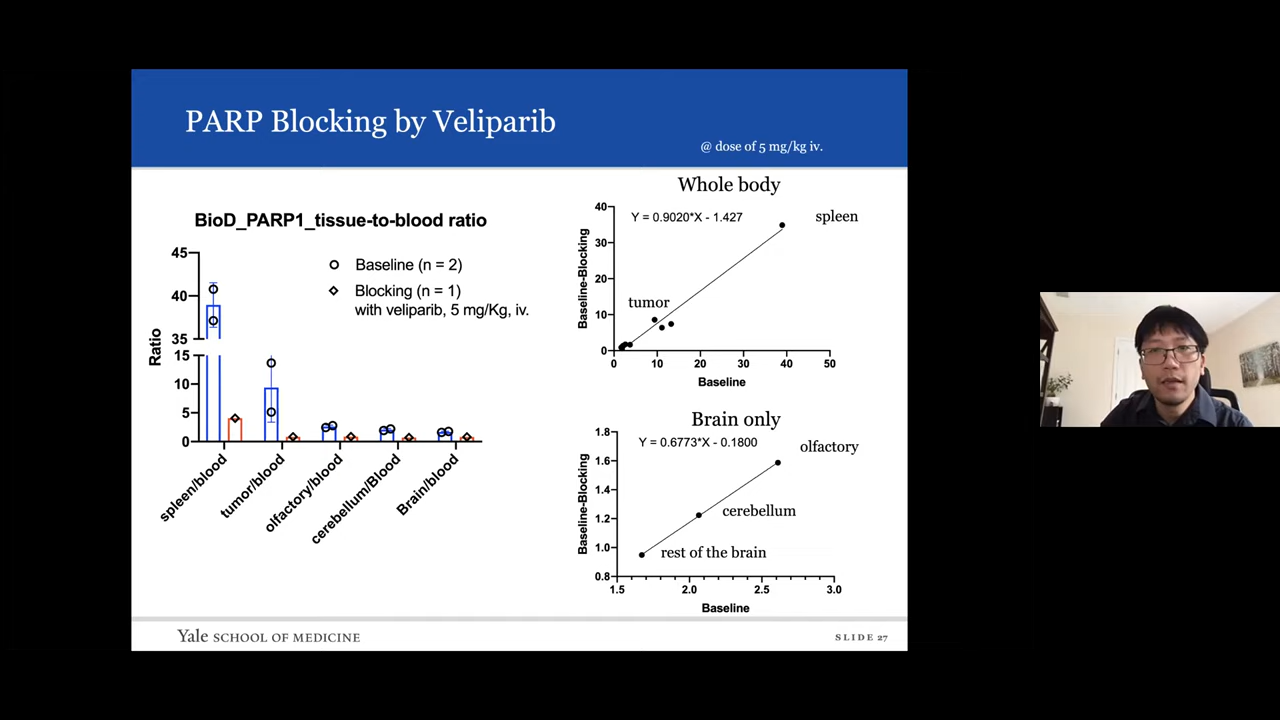 PARP Blocking by Veliparib
@ dose of 5 mg/kg iv.
BioD_PARP1_tissue-to-blood ratio
Baseline (n = 2)
Blocking (n = 1)
with veliparib, 5 mg/Kg, iv.
Ratio
45
40
35
15
10
5
0
spleen/blood
tumor/blood
olfactory/blood
cerebellum/Blood
Brain/blood
Whole body
Y = 0.9020*X - 1.427
spleen
tumor
Baseline-Blocking
40
30
20
10
0
0 10 20 30 40 50
Baseline
Brain only
Y = 0.6773*X - 0.1800
olfactory
cerebellum
rest of the brain
Baseline-Blocking
1.8
1.6
1.4
1.2
1.0
0.8
1.5 2.0 2.5 3.0
Baseline
Yale SCHOOL OF MEDICINE
SLIDE 27